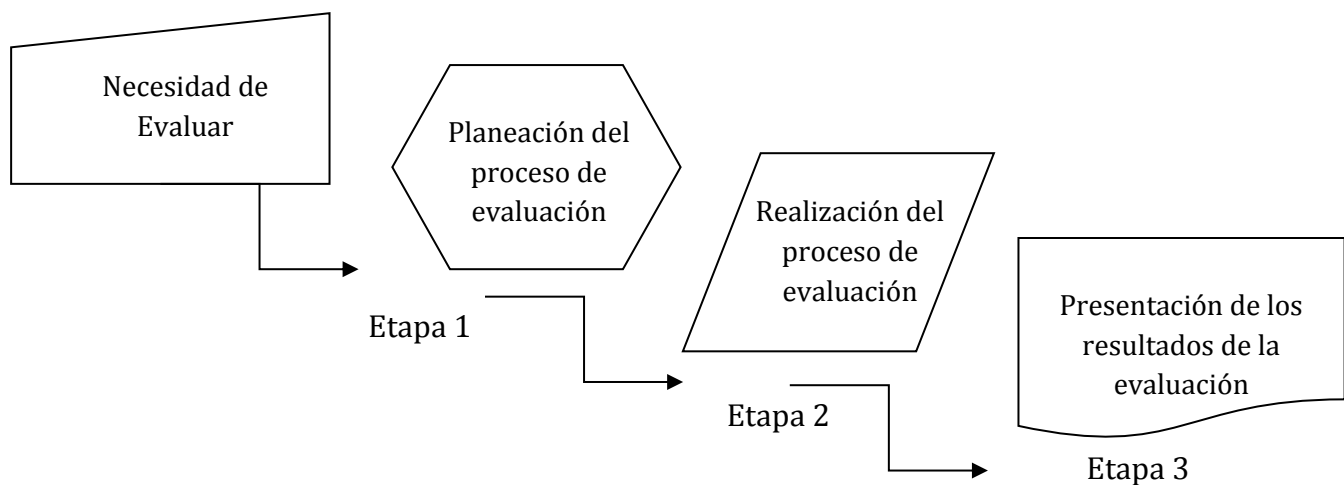 Necesidad de
Evaluar
Planeación del
proceso de
evaluación
Etapa 1
Realización del
proceso de
evaluación
Etapa 2
Presentación de los
resultados de la
evaluación
Etapa 3